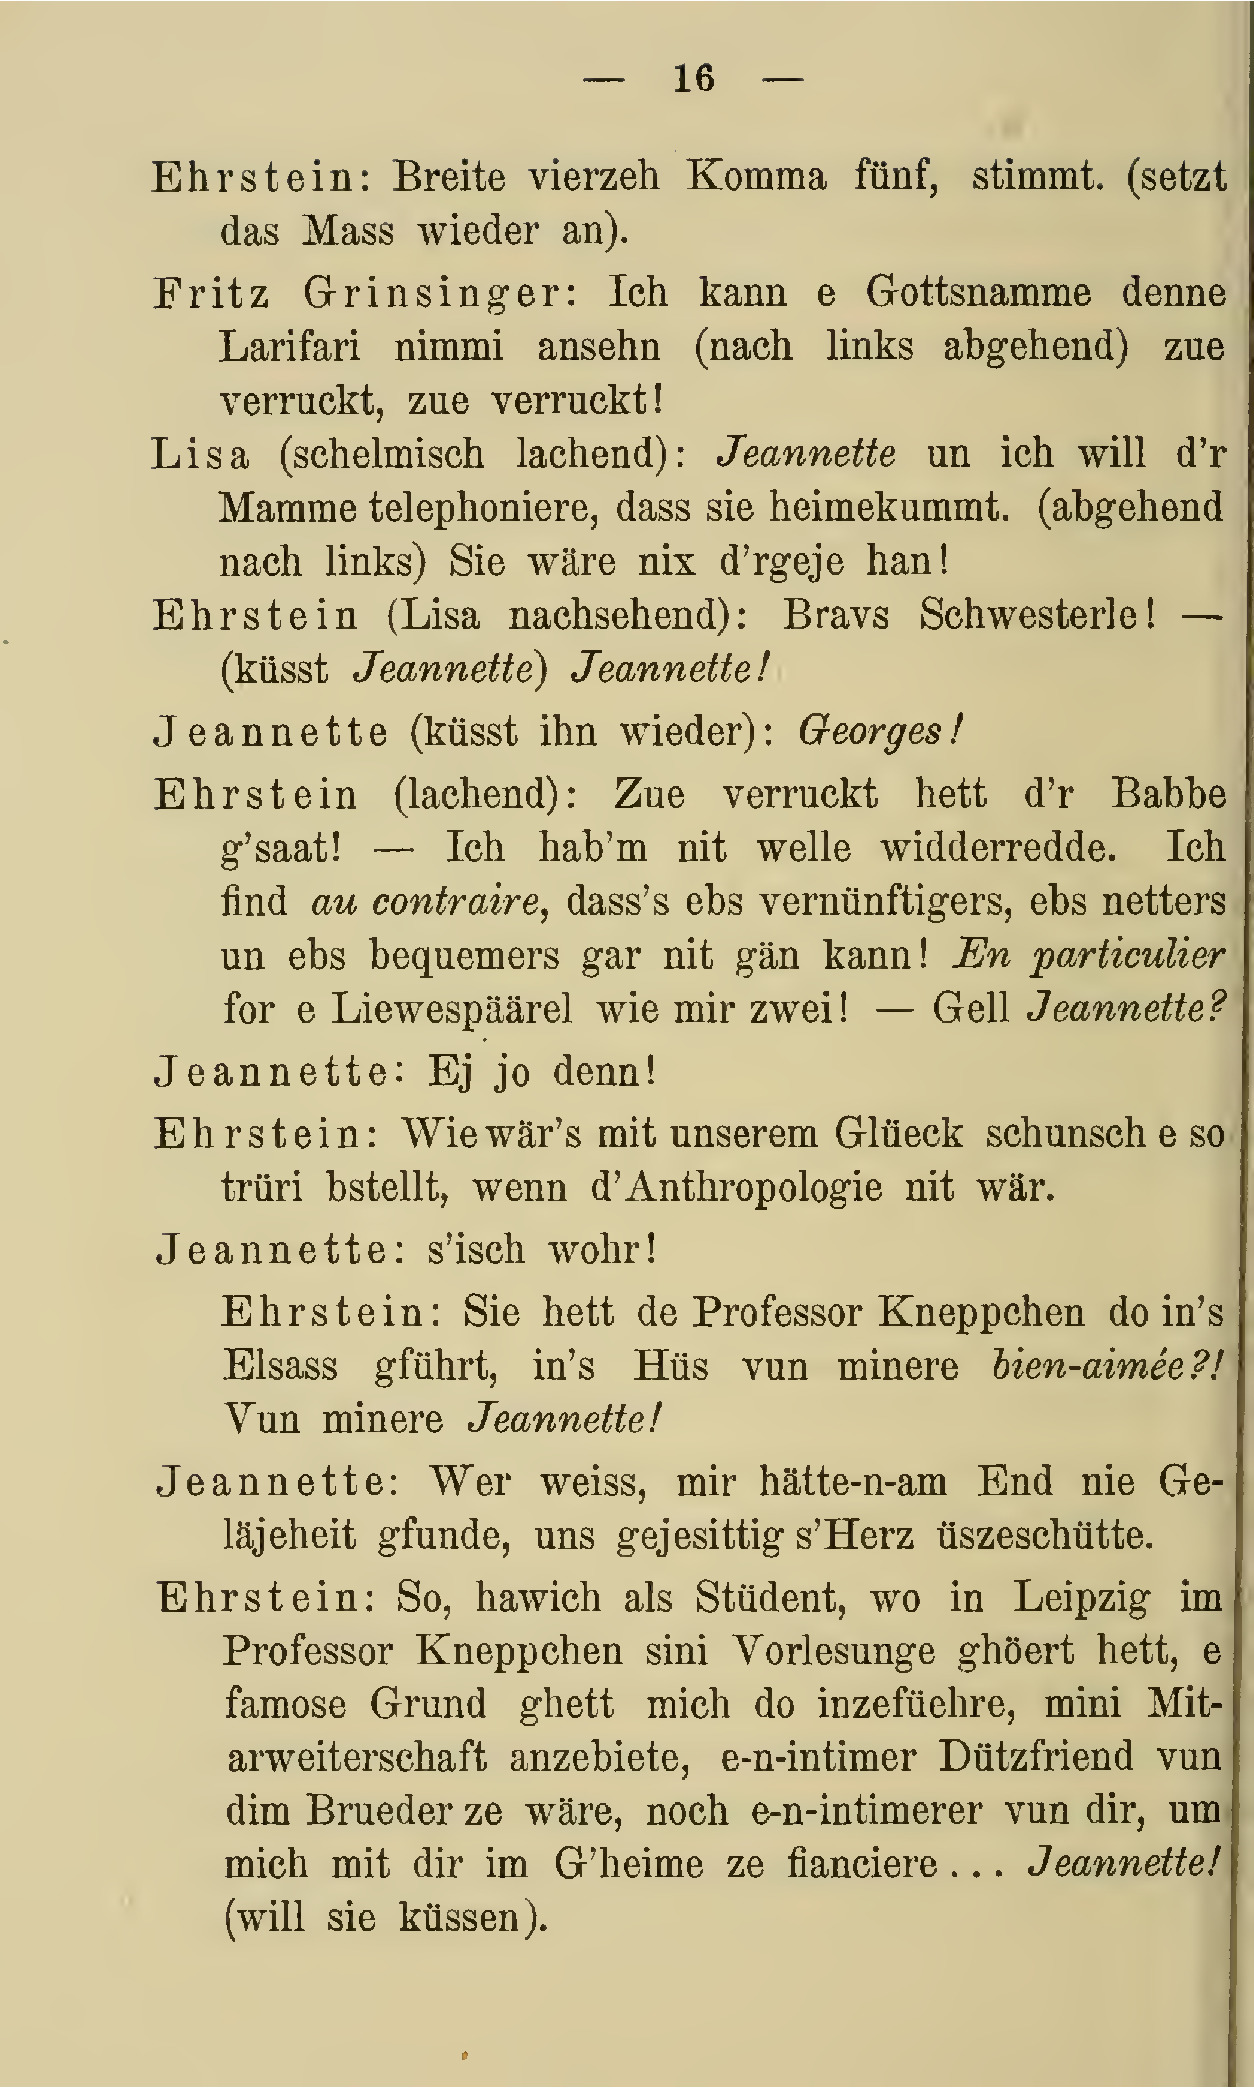 — 16 —
Ehrstein: Breite vierzeh Komma fünf, stimmt. (setzt
das Mass wieder an).
Fritz Grinsinger: Ich kann e Gottsnamme denne
Larifari nimmi ansehn (nach links abgehend) zue
verruckt, zue verruckt!
Lisa (schelmisch lachend): Jeannette un ich will d'r
Mamme telephoniere, dass sie heimekummt. (abgehend
nach links) Sie wäre nix d'rgeje han!
Ehrstein (Lisa nachsehend): Bravs Schwesterle! —
(küsst Jeannette) Jeannette!
Jeannette (küsst ihn wieder): Georges!
Ehrstein (lachend): Zue verruckt hett d'r Babbe
g'saat! — Ich hab'm nit welle widderredde. Ich
find au contraire, dass's ebs vernünftigers, ebs netters
un ebs bequemers gar nit gän kann! En particulier
for e Liewespäärel wie mir zwei! — Gell Jeannette?
Jeannette: Ej jo denn!
Ehrstein: Wie wär's mit unserem Glüeck schunsch e so
trüri bstellt, wenn d'Anthropologie nit wär.
Jeannette: s'isch wohr!
Ehrstein: Sie hett de Professor Kneppchen do in's
Elsass gführt, in's Hüs vun minere bien-aimée?!
Vun minere Jeannette!
Jeannette: Wer weiss, mir hätte-n-am End nie Ge-
läjeheit gfunde, uns gejesittig s'Herz üszeschütte.
Ehrstein: So, hawich als Stüdent, wo in Leipzig im
Professor Kneppchen sini Vorlesunge ghöert hett, e
famose Grund ghett mich do inzefüehre, mini Mit-
arweiterschaft anzebiete, e-n-intimer Dützfriend vun
dim Brueder ze wäre, noch e-n-intimerer vun dir, um
mich mit dir im G'heime ze fianciere . . . Jeannette!
(will sie küssen).